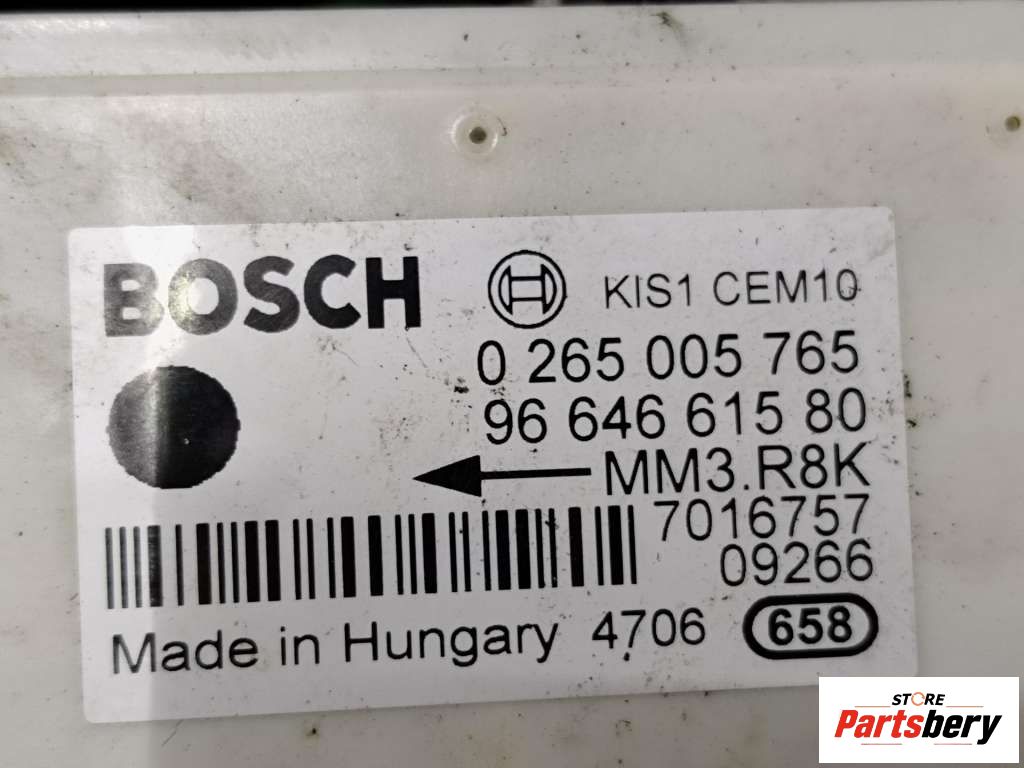 BOSCH KIS1 CEM10
0 265 005 765
96 646 615 80
MM3.R8K
7016757
09266
Made in Hungary 4706 658
STORE
Partsbery